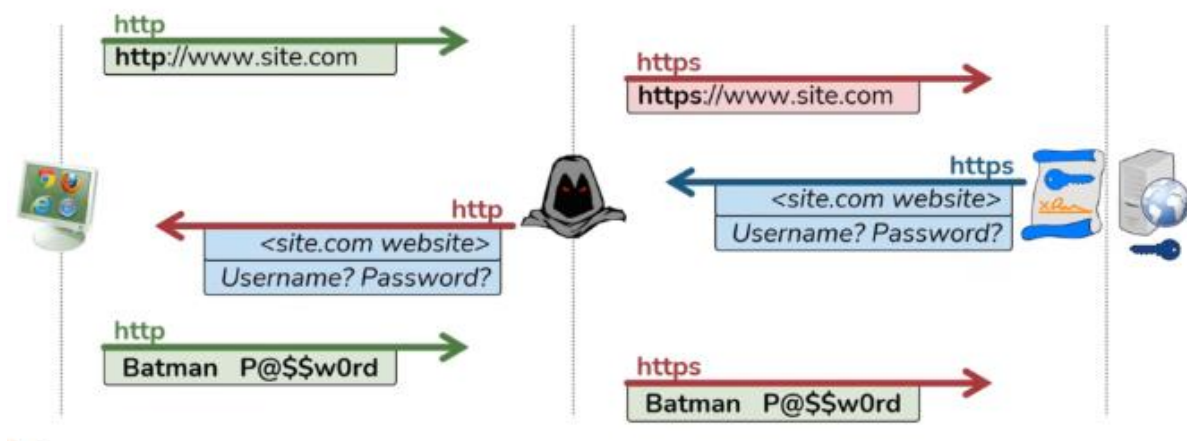 http
http://www.site.com
https
https://www.site.com
https
<site.com website>
Username? Password?
http
<site.com website>
Username? Password?
http
Batman P@$$w0rd
https
Batman P@$$w0rd